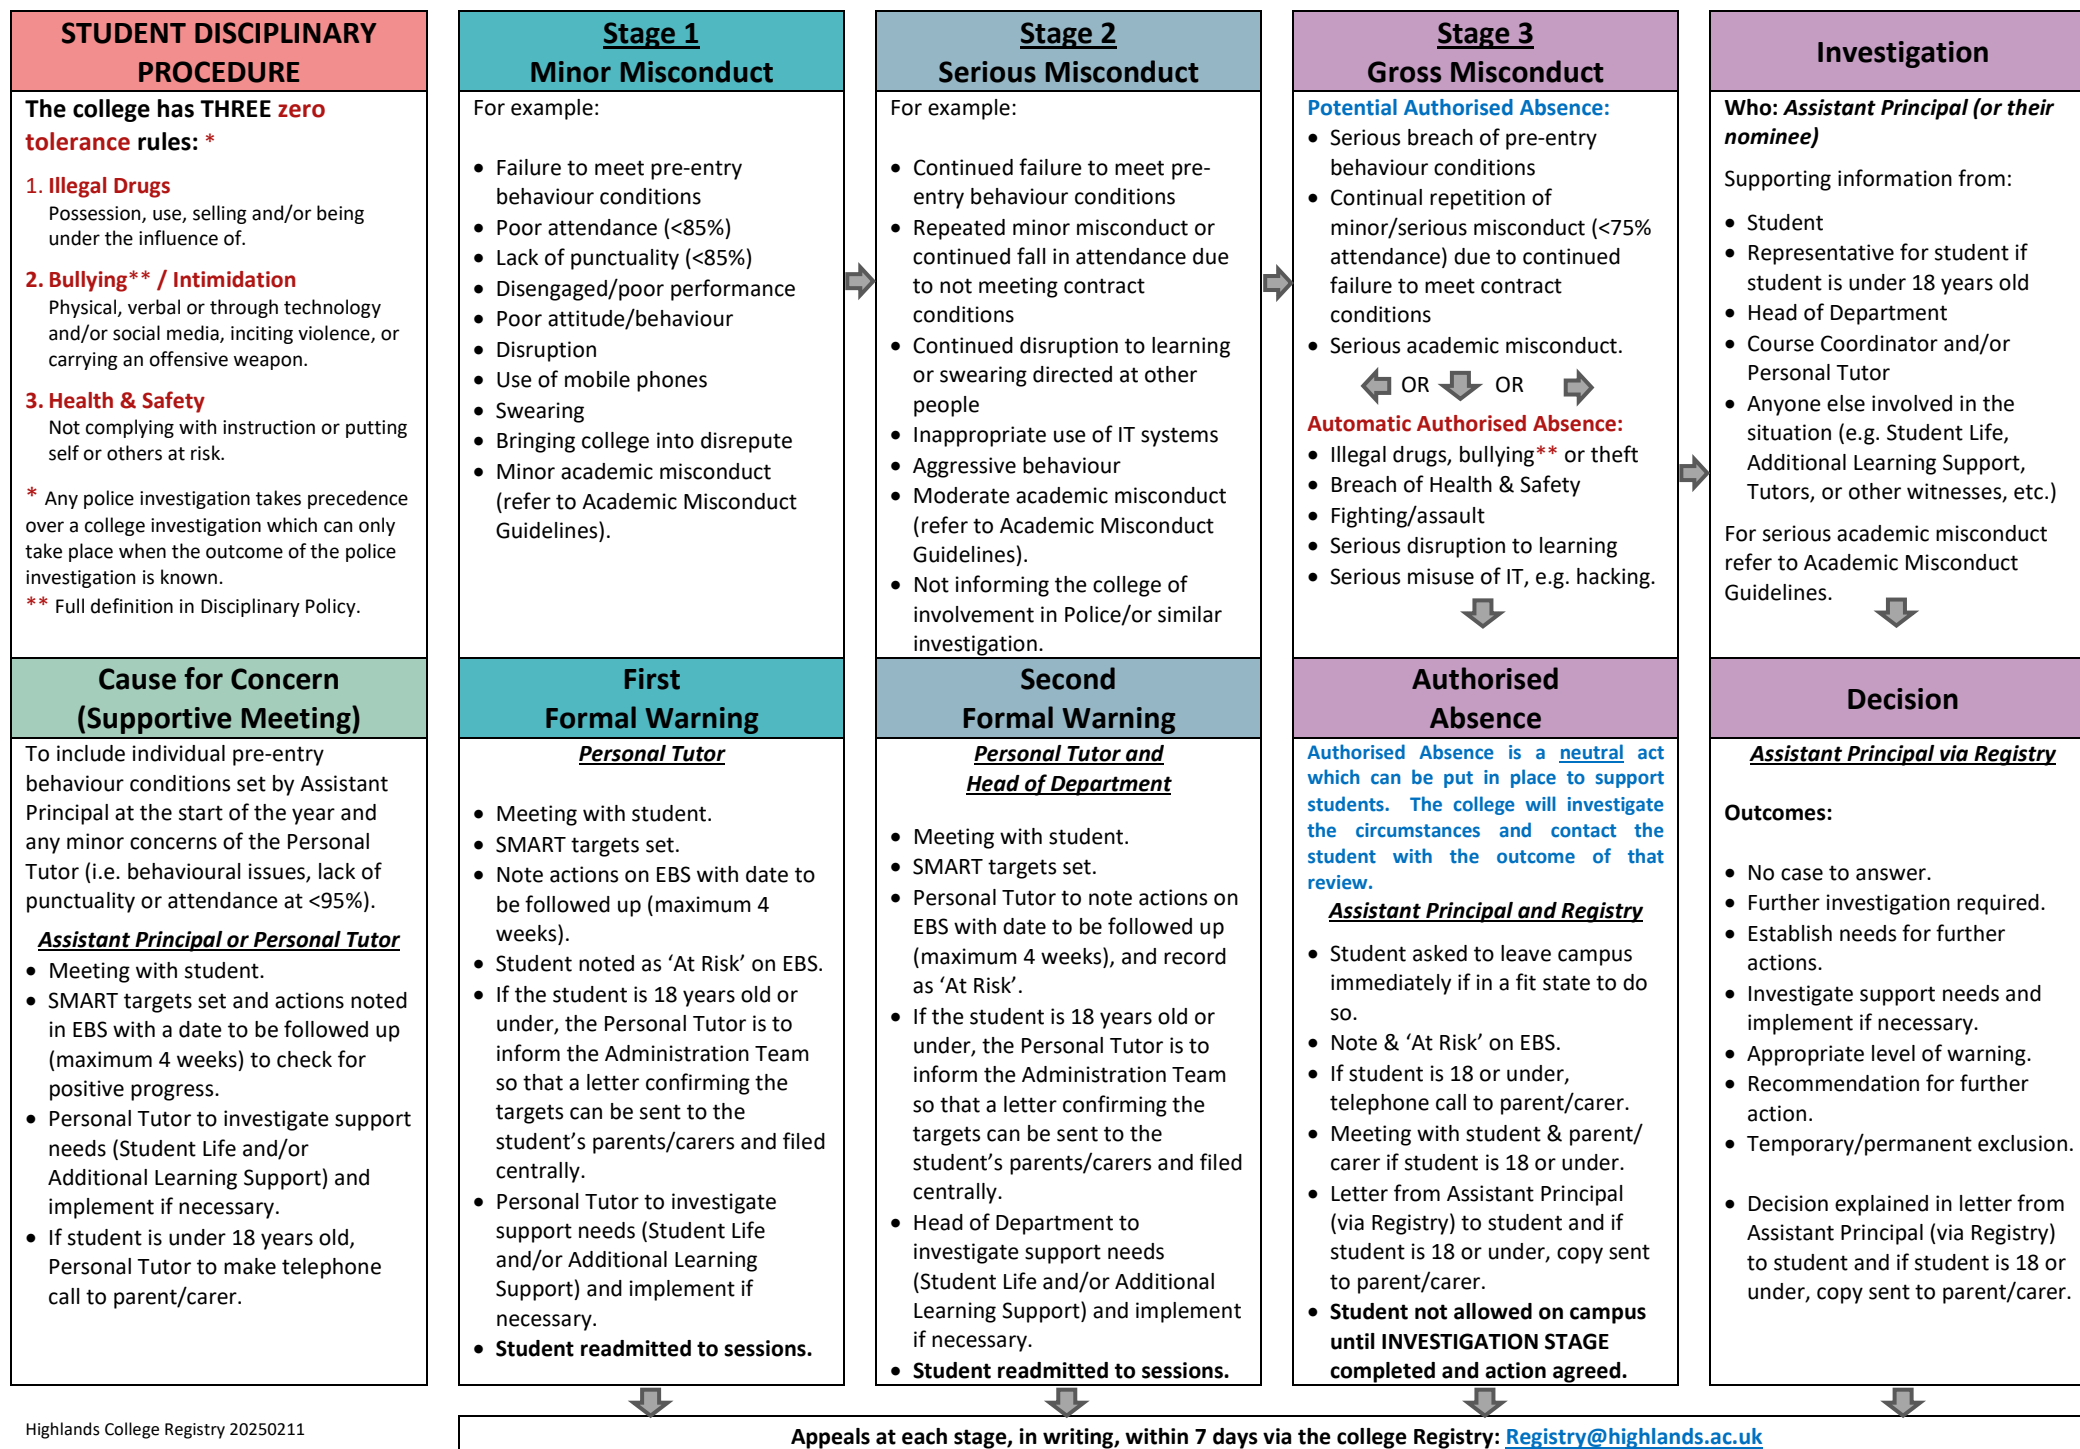 STUDENT DISCIPLINARY
PROCEDURE
The college has THREE zero
tolerance rules: *
1. Illegal Drugs
Possession, use, selling and/or being
under the influence of.
2. Bullying** / Intimidation
Physical, verbal or through technology
and/or social media, inciting violence, or
carrying an offensive weapon.
3. Health & Safety
Not complying with instruction or putting
self or others at risk.
* Any police investigation takes precedence
over a college investigation which can only
take place when the outcome of the police
investigation is known.
** Full definition in Disciplinary Policy.
Stage 1
Minor Misconduct
For example:
• Failure to meet pre-entry
behaviour conditions
• Poor attendance (<85%)
• Lack of punctuality (<85%)
• Disengaged/poor performance
• Poor attitude/behaviour
• Disruption
• Use of mobile phones
• Swearing
• Bringing college into disrepute
• Minor academic misconduct
(refer to Academic Misconduct
Guidelines).
Stage 2
Serious Misconduct
For example:
• Continued failure to meet pre-
entry behaviour conditions
• Repeated minor misconduct or
continued fall in attendance due
to not meeting contract
conditions
• Continued disruption to learning
or swearing directed at other
people
• Inappropriate use of IT systems
• Aggressive behaviour
• Moderate academic misconduct
(refer to Academic Misconduct
Guidelines).
• Not informing the college of
involvement in Police/or similar
investigation.
Stage 3
Gross Misconduct
Potential Authorised Absence:
• Serious breach of pre-entry
behaviour conditions
• Continual repetition of
minor/serious misconduct (<75%
attendance) due to continued
failure to meet contract
conditions
• Serious academic misconduct.
OR OR
Automatic Authorised Absence:
• Illegal drugs, bullying** or theft
• Breach of Health & Safety
• Fighting/assault
• Serious disruption to learning
• Serious misuse of IT, e.g. hacking.
Investigation
Who: Assistant Principal (or their
nominee)
Supporting information from:
• Student
• Representative for student if
student is under 18 years old
• Head of Department
• Course Coordinator and/or
Personal Tutor
• Anyone else involved in the
situation (e.g. Student Life,
Additional Learning Support,
Tutors, or other witnesses, etc.)
For serious academic misconduct
refer to Academic Misconduct
Guidelines.
Cause for Concern
(Supportive Meeting)
To include individual pre-entry
behaviour conditions set by Assistant
Principal at the start of the year and
any minor concerns of the Personal
Tutor (i.e. behavioural issues, lack of
punctuality or attendance at <95%).
Assistant Principal or Personal Tutor
• Meeting with student.
• SMART targets set and actions noted
in EBS with a date to be followed up
(maximum 4 weeks) to check for
positive progress.
• Personal Tutor to investigate support
needs (Student Life and/or
Additional Learning Support) and
implement if necessary.
• If student is under 18 years old,
Personal Tutor to make telephone
call to parent/carer.
First
Formal Warning
Personal Tutor
• Meeting with student.
• SMART targets set.
• Note actions on EBS with date to
be followed up (maximum 4
weeks).
• Student noted as ‘At Risk’ on EBS.
• If the student is 18 years old or
under, the Personal Tutor is to
inform the Administration Team
so that a letter confirming the
targets can be sent to the
student’s parents/carers and filed
centrally.
• Personal Tutor to investigate
support needs (Student Life
and/or Additional Learning
Support) and implement if
necessary.
• Student readmitted to sessions.
Second
Formal Warning
Personal Tutor and
Head of Department
• Meeting with student.
• SMART targets set.
• Personal Tutor to note actions on
EBS with date to be followed up
(maximum 4 weeks), and record
as ‘At Risk’.
• If the student is 18 years old or
under, the Personal Tutor is to
inform the Administration Team
so that a letter confirming the
targets can be sent to the
student’s parents/carers and filed
centrally.
• Head of Department to
investigate support needs
(Student Life and/or Additional
Learning Support) and implement
if necessary.
• Student readmitted to sessions.
Authorised
Absence
Authorised Absence is a neutral act
which can be put in place to support
students. The college will investigate
the circumstances and contact the
student with the outcome of that
review.
Assistant Principal and Registry
• Student asked to leave campus
immediately if in a fit state to do
so.
• Note & ‘At Risk’ on EBS.
• If student is 18 or under,
telephone call to parent/carer.
• Meeting with student & parent/
carer if student is 18 or under.
• Letter from Assistant Principal
(via Registry) to student and if
student is 18 or under, copy sent
to parent/carer.
• Student not allowed on campus
until INVESTIGATION STAGE
completed and action agreed.
Decision
Assistant Principal via Registry
Outcomes:
• No case to answer.
• Further investigation required.
• Establish needs for further
actions.
• Investigate support needs and
implement if necessary.
• Appropriate level of warning.
• Recommendation for further
action.
• Temporary/permanent exclusion.
• Decision explained in letter from
Assistant Principal (via Registry)
to student and if student is 18 or
under, copy sent to parent/carer.
Highlands College Registry 20250211
Appeals at each stage, in writing, within 7 days via the college Registry: Registry@highlands.ac.uk